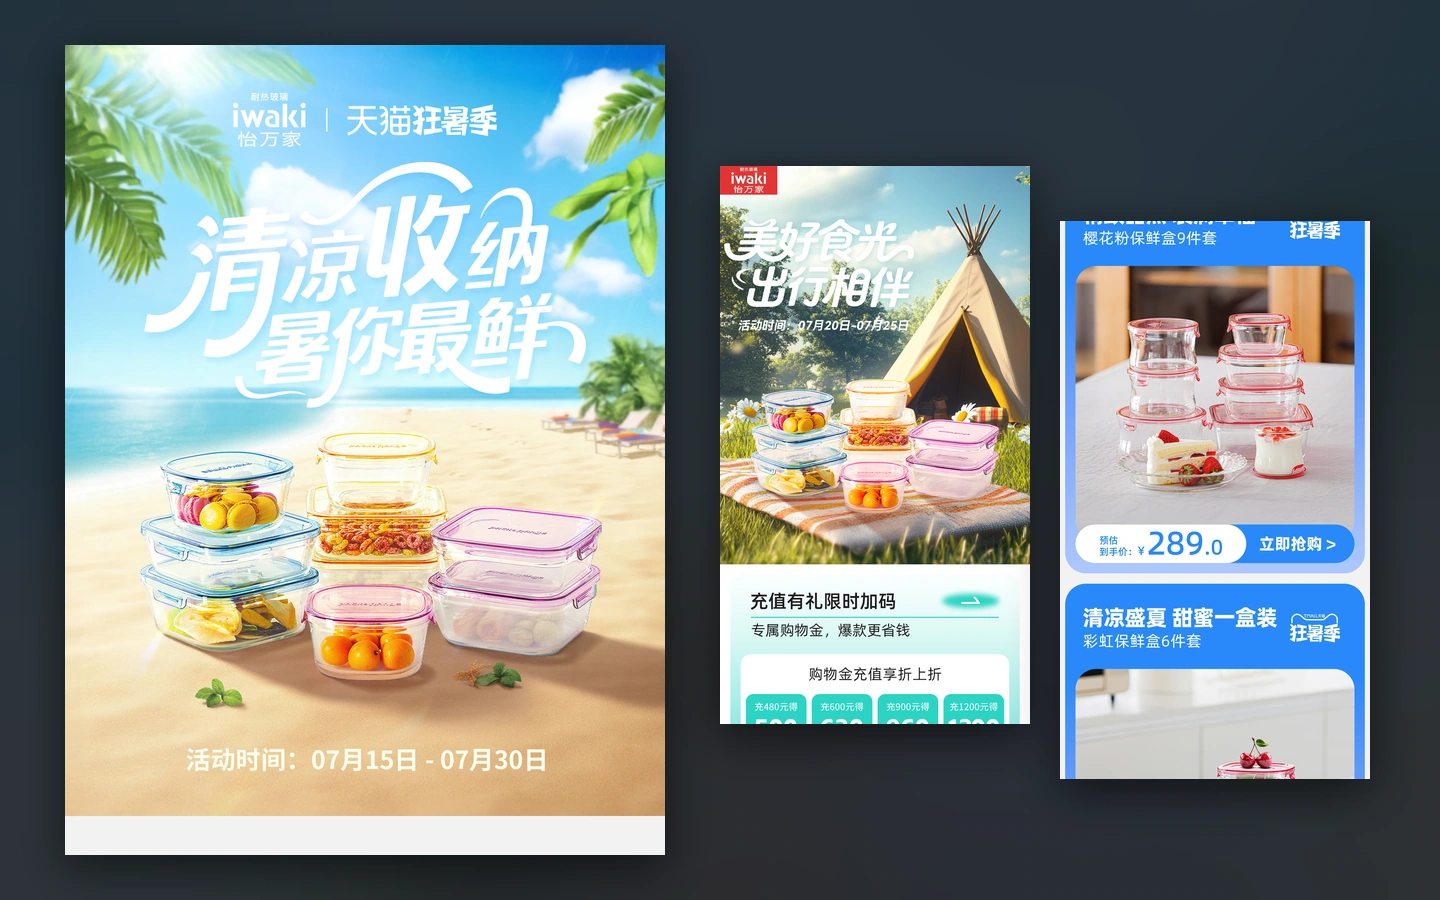 耐热玻璃
iwaki
怡万家
天猫狂暑季
清凉收纳
暑你最鲜
活动时间：07月15日 - 07月30日
iwaki
怡万家
美好食光
出行相伴
活动时间：07月20日-07月25日
充值有礼限时加码
专属购物金，爆款更省钱
购物金充值享折上折
充480元得
充600元得
充900元得
充1200元得
樱花粉保鲜盒9件套
狂暑季
预估
到手价：¥289.0
立即抢购 >
清凉盛夏 甜蜜一盒装
彩虹保鲜盒6件套
狂暑季